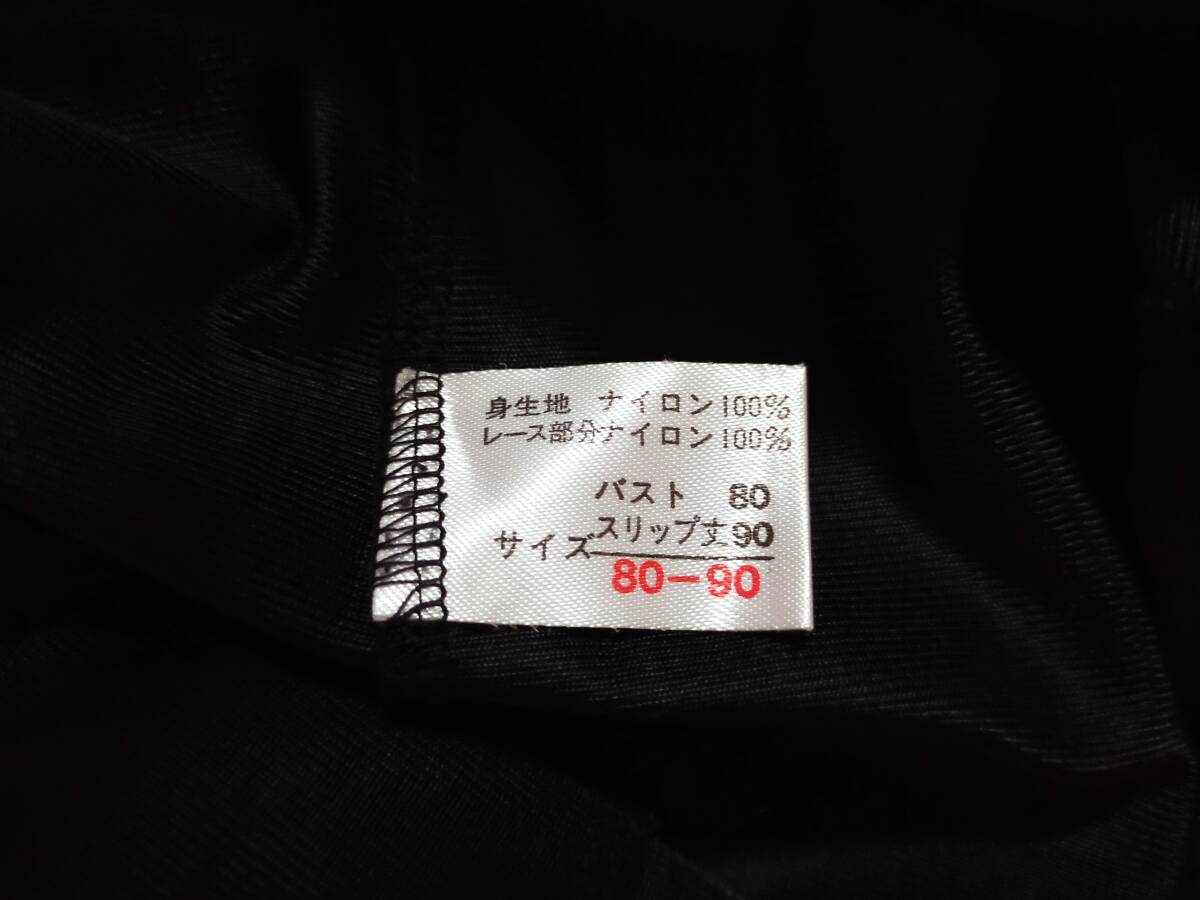 身生地 ナイロン100%
レース部分ナイロン100%
バスト 80
サイズ スリップ丈90
80-90